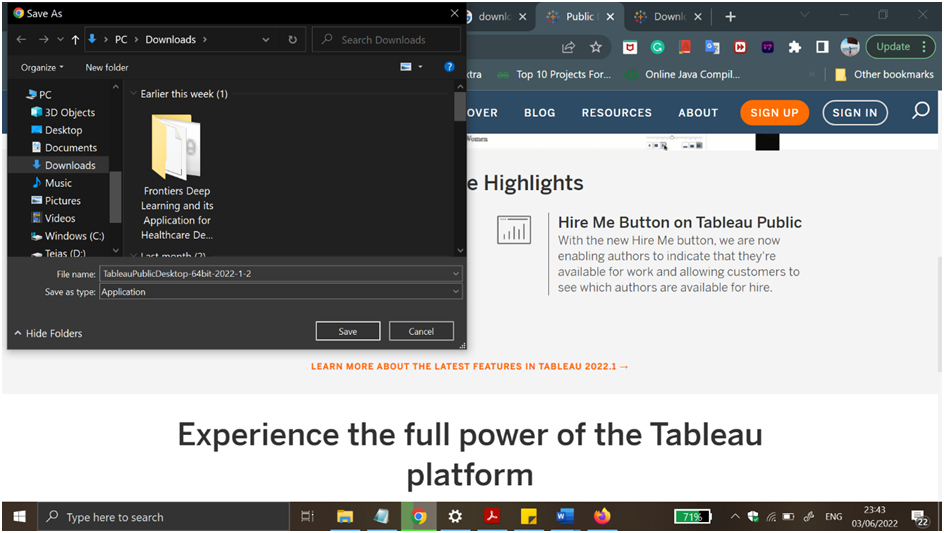 Save As
downl
Public
Downl
PC
Downloads
Search Downloads
Update
Organize
New folder
xtra
Top 10 Projects For...
Online Java Compil...
Other bookmarks
PC
3D Objects
Desktop
Documents
Downloads
Music
Pictures
Videos
Windows (C:)
Tejas (D:)
Earlier this week (1)
Frontiers Deep
Learning and its
Application for
Healthcare De...
Last month (2)
OVER
BLOG
RESOURCES
ABOUT
SIGN UP
SIGN IN
Women
e Highlights
Hire Me Button on Tableau Public
With the new Hire Me button, we are now
enabling authors to indicate that they're
available for work and allowing customers to
see which authors are available for hire.
File name:
TableauPublicDesktop-64bit-2022-1-2
Save as type:
Application
Hide Folders
Save
Cancel
LEARN MORE ABOUT THE LATEST FEATURES IN TABLEAU 2022.1 →
Experience the full power of the Tableau
platform
Type here to search
71%
ENG
23:43
03/06/2022
22